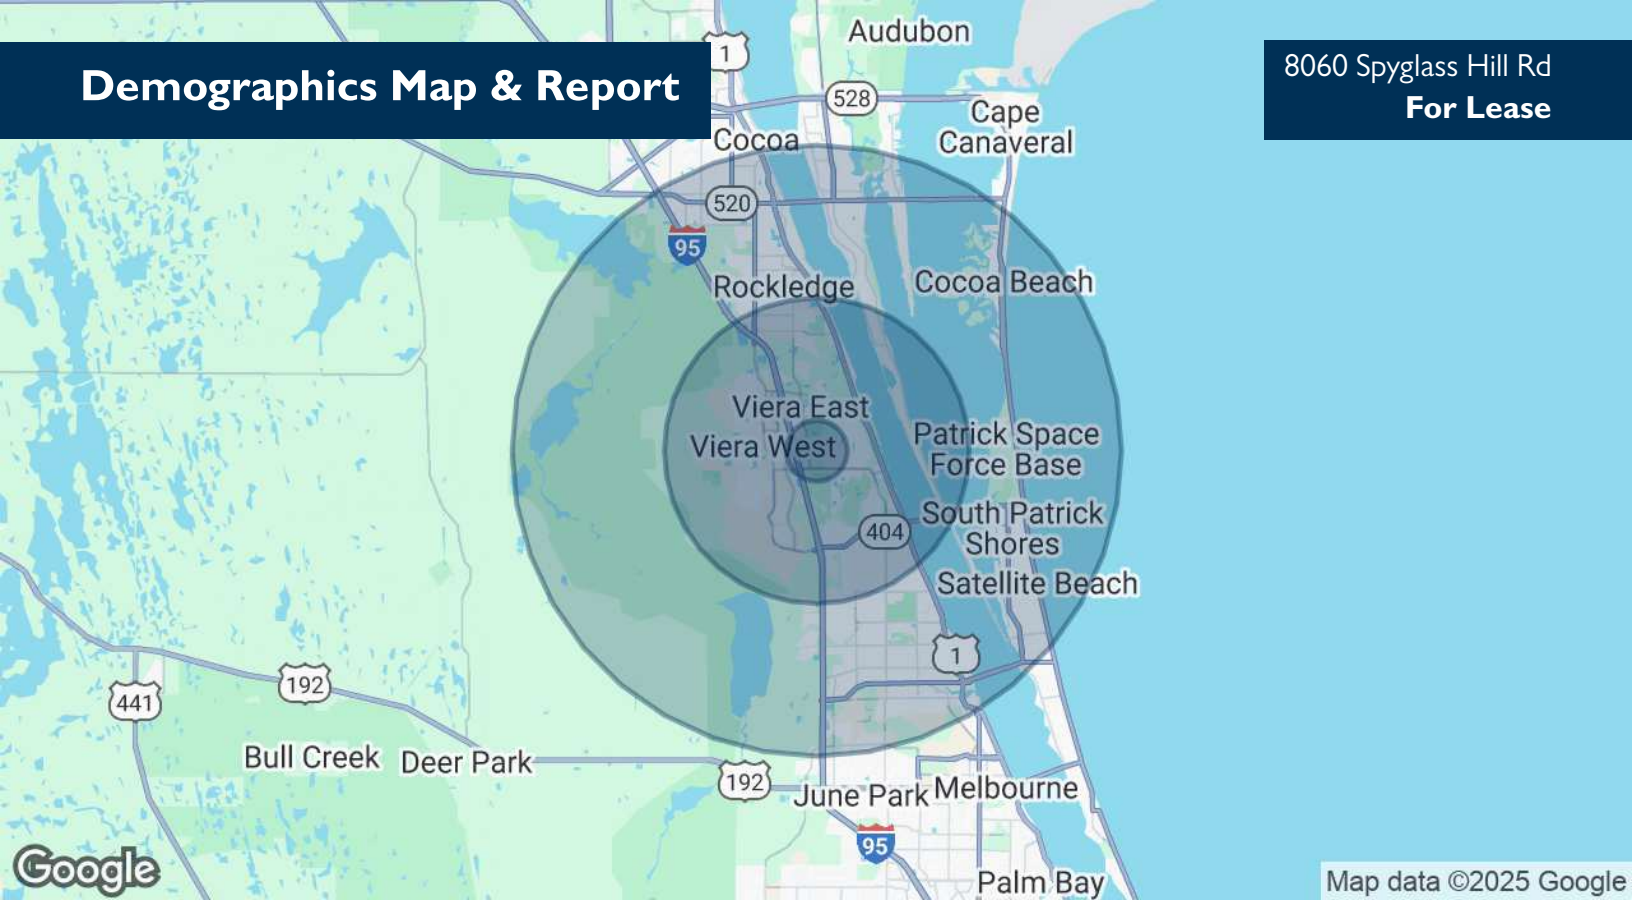 Demographics Map & Report
8060 Spyglass Hill Rd
For Lease
Audubon
1
528
Cape
Canaveral
Cocoa
520
95
Rockledge
Cocoa Beach
Viera East
Viera West
Patrick Space
Force Base
South Patrick
Shores
404
Satellite Beach
1
192
441
Bull Creek
Deer Park
192
June Park
Melbourne
95
Palm Bay
Google
Map data ©2025 Google